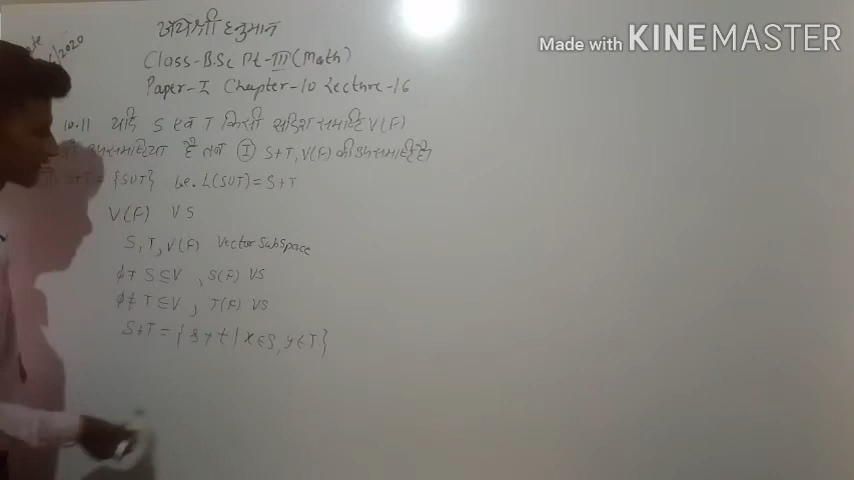 जयश्री हनुमान
Made with KINEMASTER
/2020
Class-B.Sc Pt-III (Math)
Paper-I Chapter-10 Lecture-16
10.11 यदि S एवं T किसी सदिश समष्टि V(F)
उपसमष्टियां है तब (I) S+T, V(F) की उपसमष्टि है।
S+T = {SUT} i.e. L(SUT) = S+T
V(F) VS
S, T, V(F) Vector Subspace
ϕ≠ S⊆V , S(F) VS
ϕ≠ T⊆V , T(F) VS
S+T = { s+t | x∈S, y∈T}